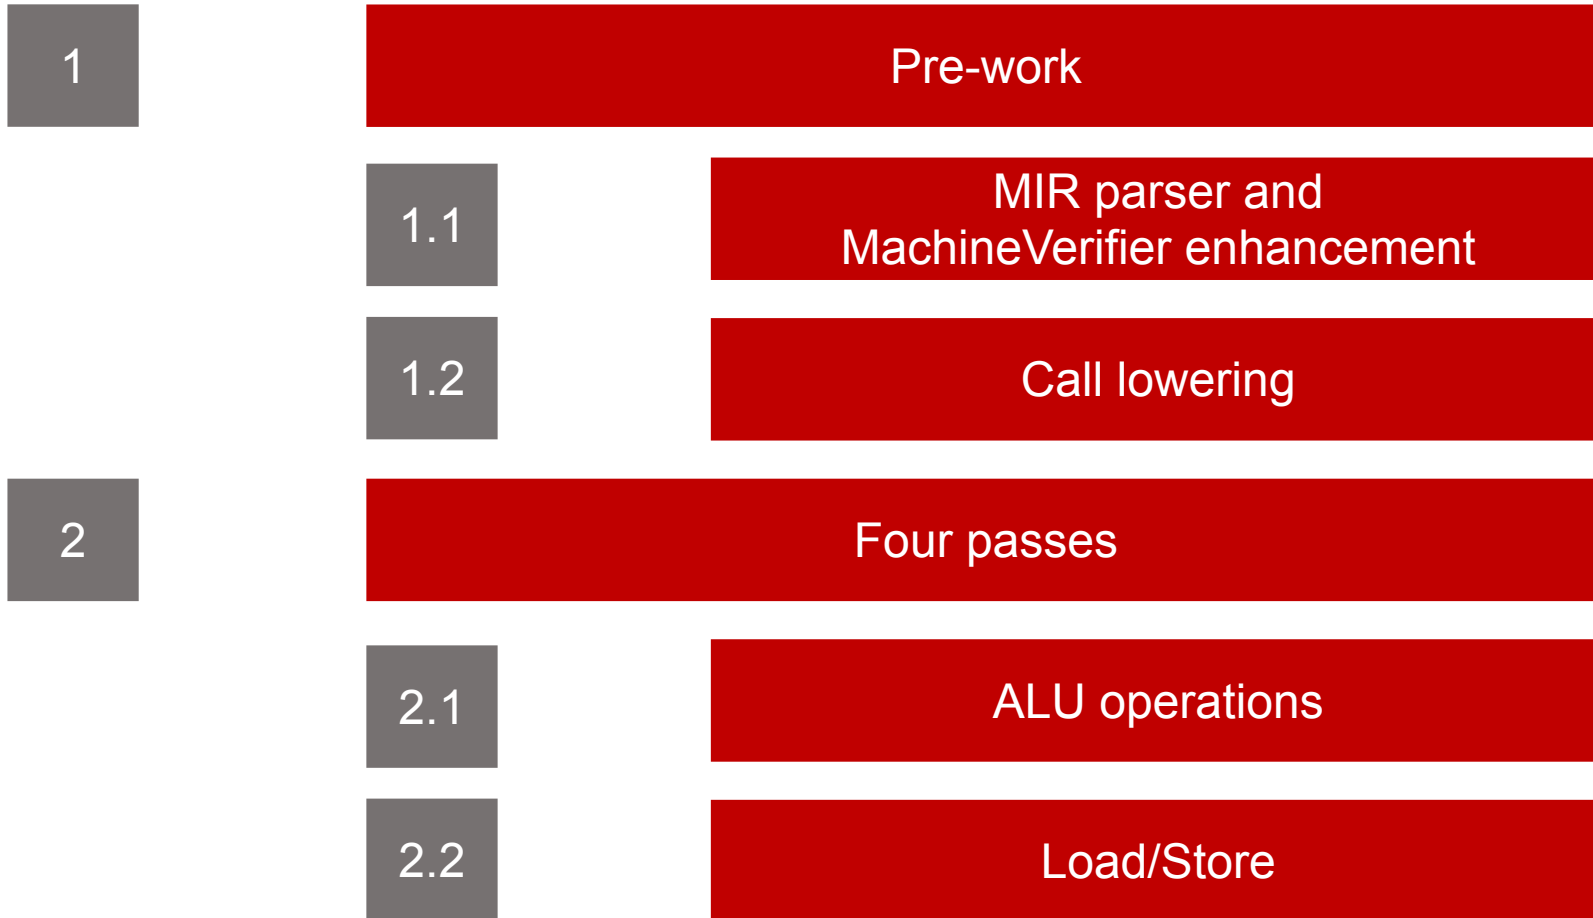 1
Pre-work
1.1
MIR parser and
MachineVerifier enhancement
1.2
Call lowering
2
Four passes
2.1
ALU operations
2.2
Load/Store